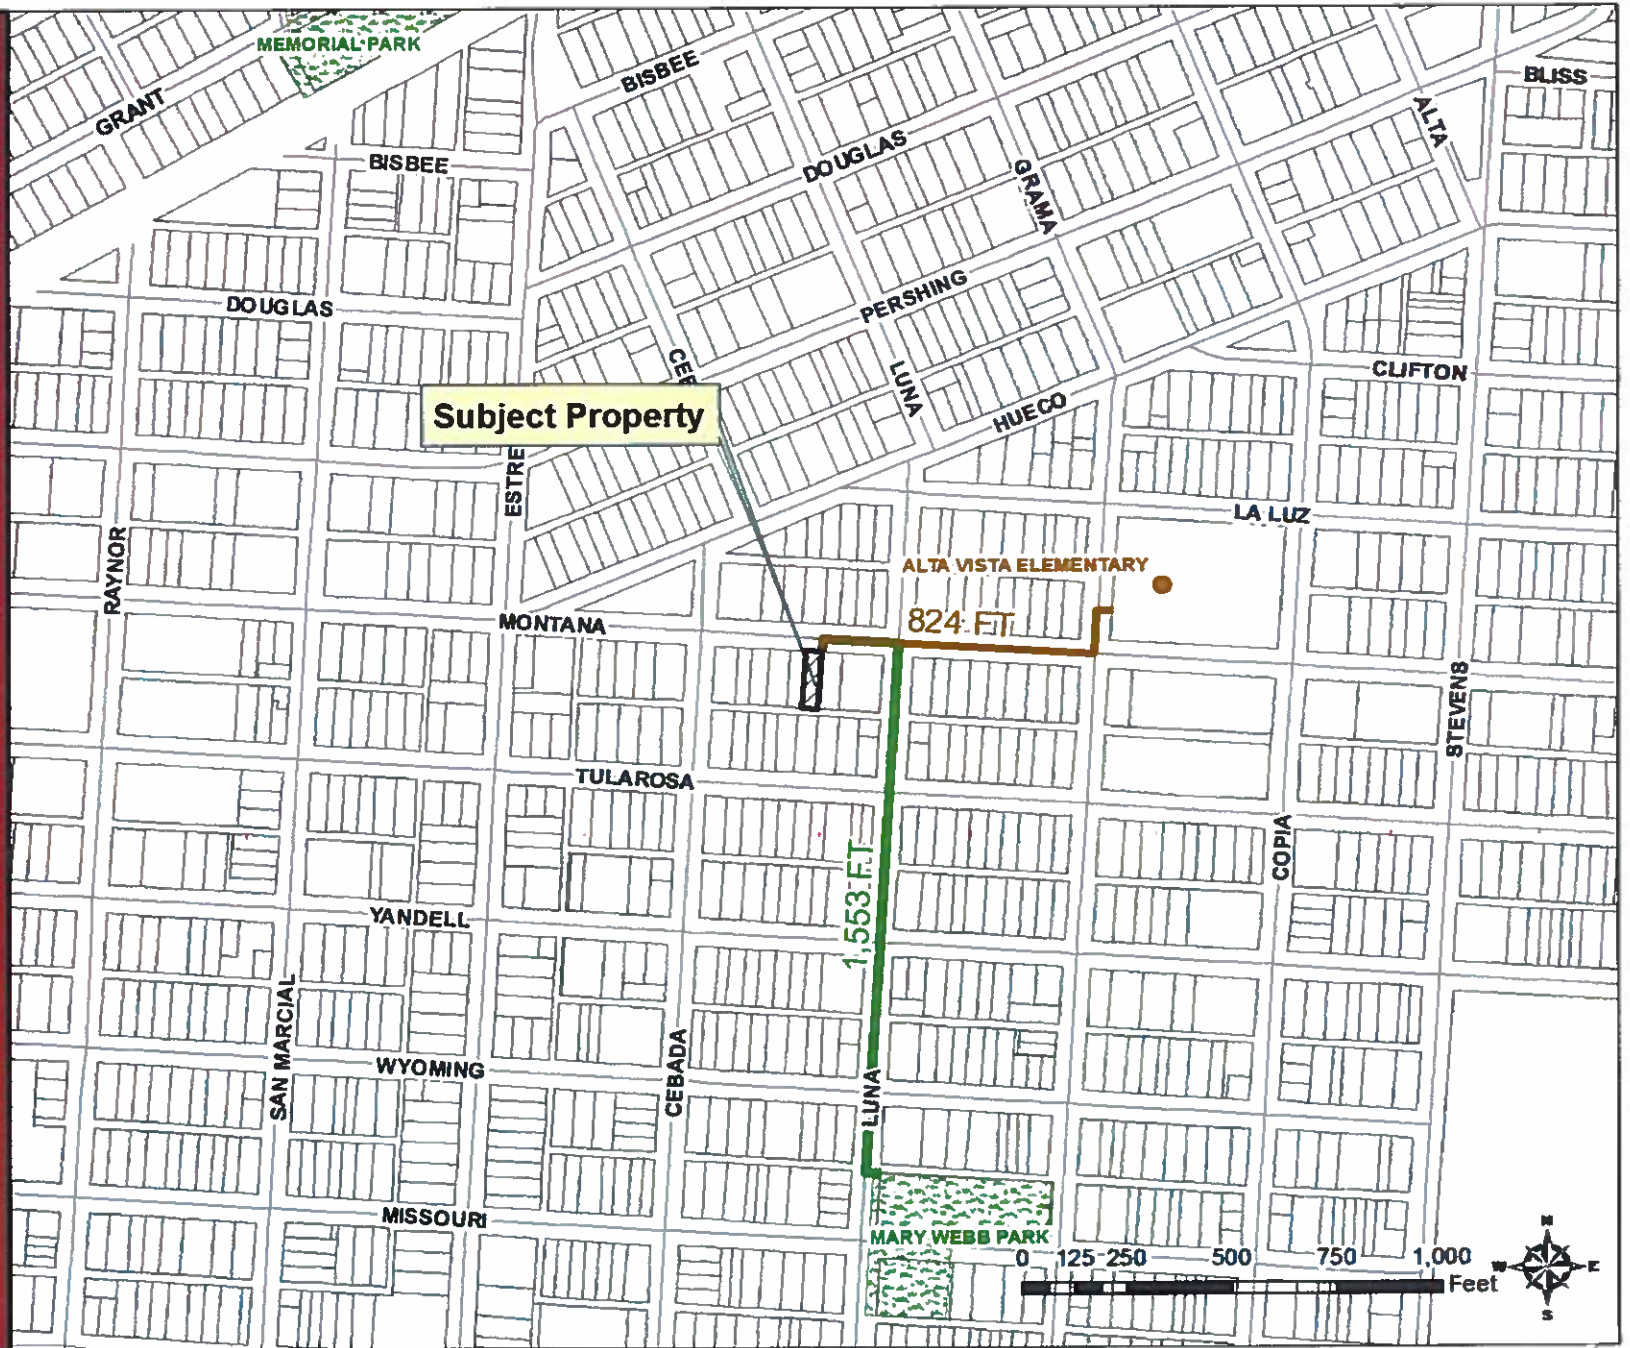 MEMORIAL PARK
GRANT
BISBEE
BLISS
ALTA
BISBEE
DOUGLAS
GRAMA
DOUGLAS
PERSHING
CEB
LUNA
CLIFTON
HUECO
Subject Property
ESTRE
LA LUZ
RAYNOR
ALTA VISTA ELEMENTARY
824 FT
MONTANA
STEVENS
TULAROSA
COPIA
1,553 FT
YANDELL
SAN MARCIAL
WYOMING
CEBADA
LUNA
MISSOURI
MARY WEBB PARK
0 125 250 500 750 1,000
Feet
N
W E
S